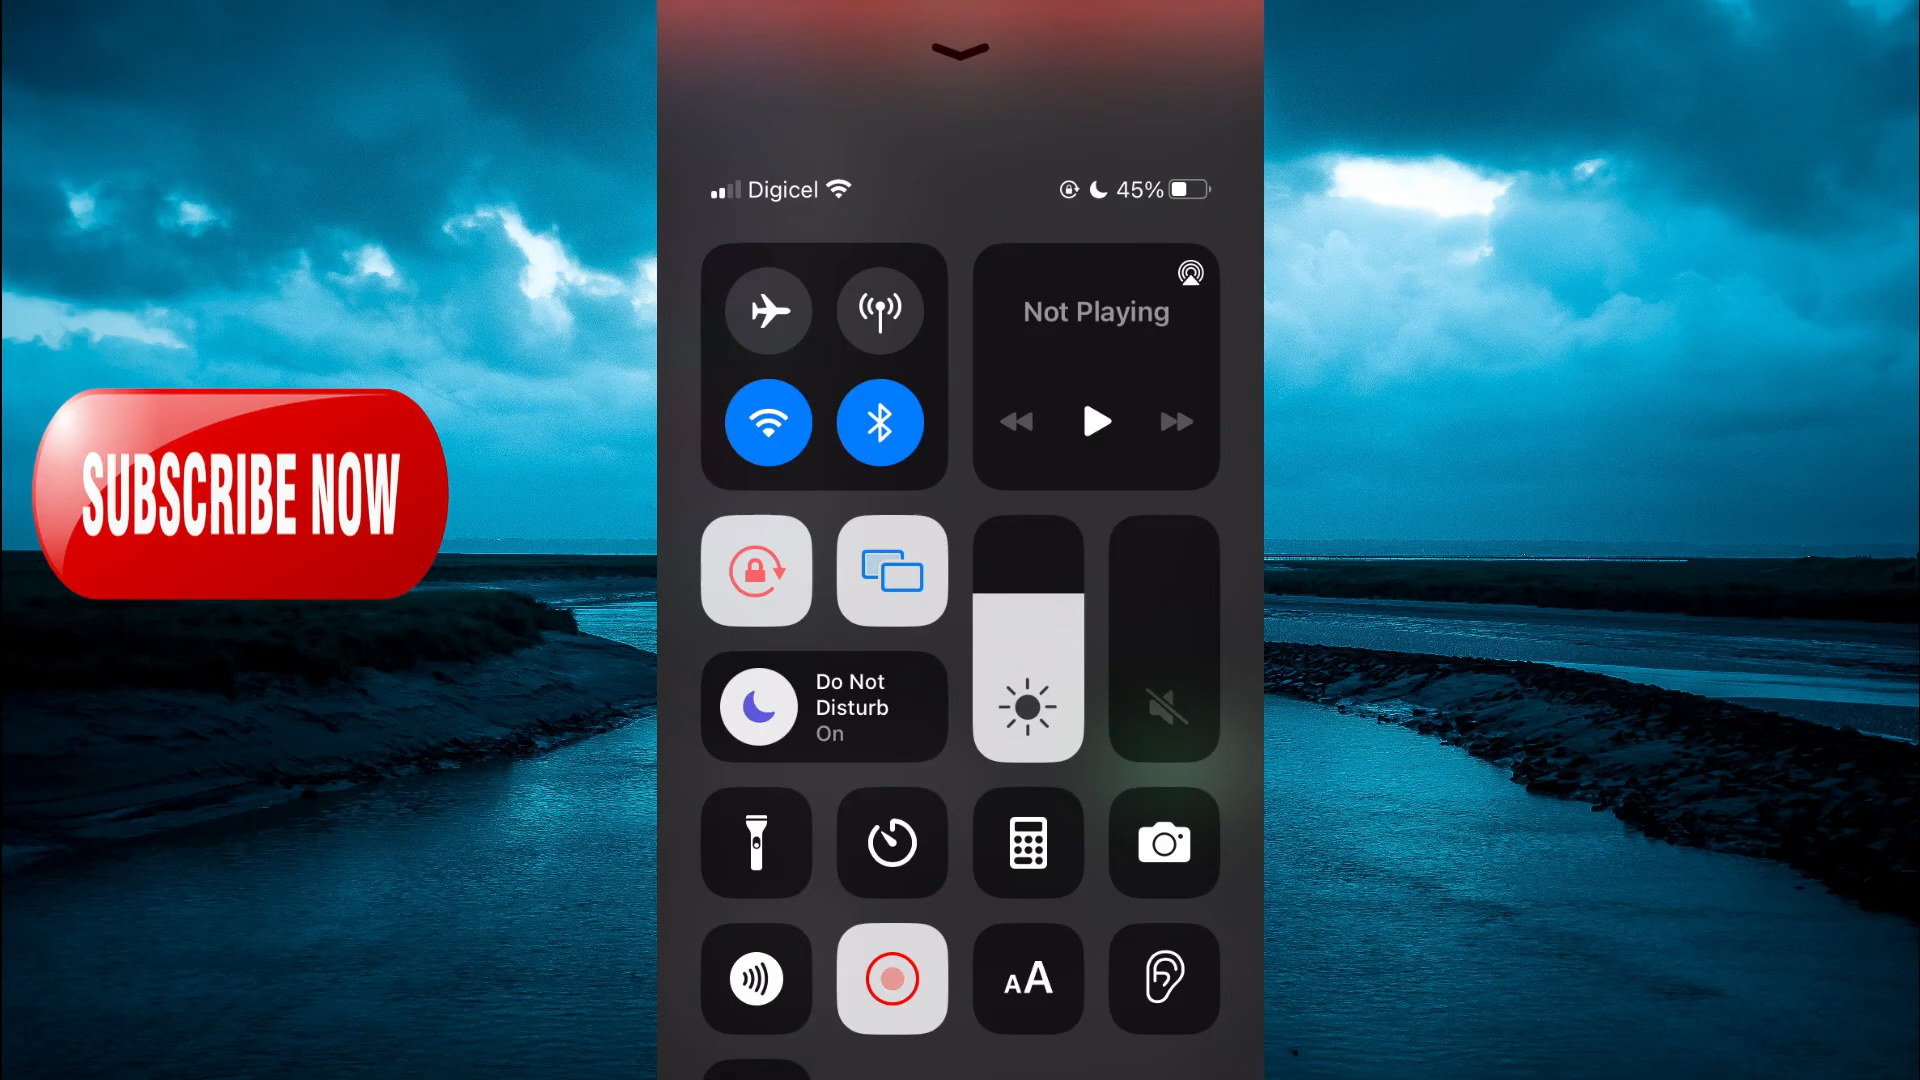 Digicel
45%
Not Playing
SUBSCRIBE NOW
Do Not
Disturb
On
AA